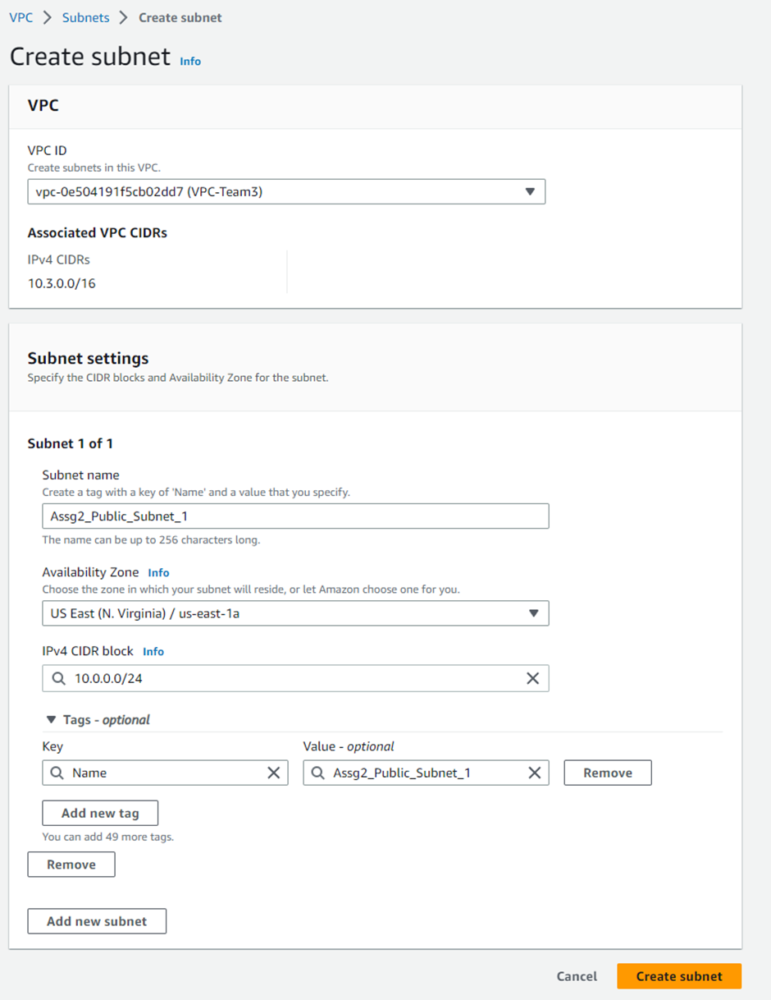 VPC > Subnets > Create subnet
Create subnet Info
VPC
VPC ID
Create subnets in this VPC.
vpc-0e504191f5cb02dd7 (VPC-Team3)
Associated VPC CIDRs
IPv4 CIDRs
10.3.0.0/16
Subnet settings
Specify the CIDR blocks and Availability Zone for the subnet.
Subnet 1 of 1
Subnet name
Create a tag with a key of 'Name' and a value that you specify.
Assg2_Public_Subnet_1
The name can be up to 256 characters long.
Availability Zone Info
Choose the zone in which your subnet will reside, or let Amazon choose one for you.
US East (N. Virginia) / us-east-1a
IPv4 CIDR block Info
10.0.0.0/24
Tags - optional
Key Value - optional
Name Assg2_Public_Subnet_1 Remove
Add new tag
You can add 49 more tags.
Remove
Add new subnet
Cancel Create subnet